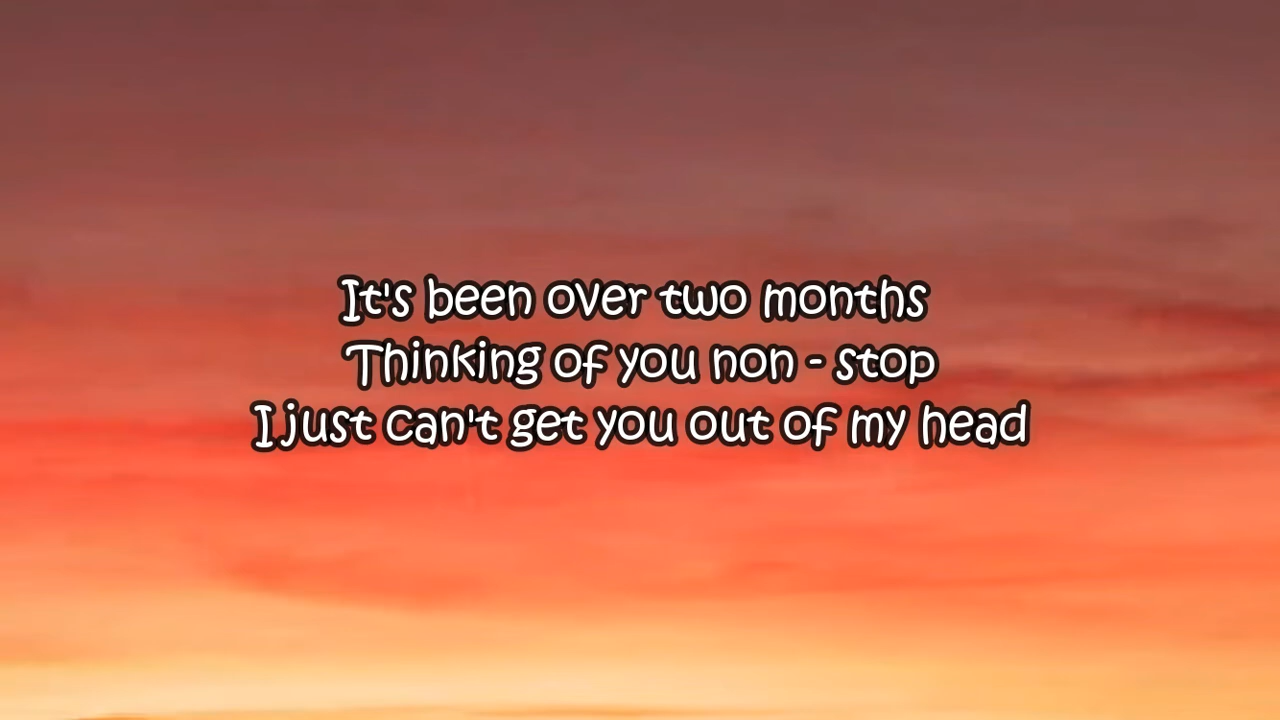 It's been over two months
Thinking of you non - stop
I just can't get you out of my head